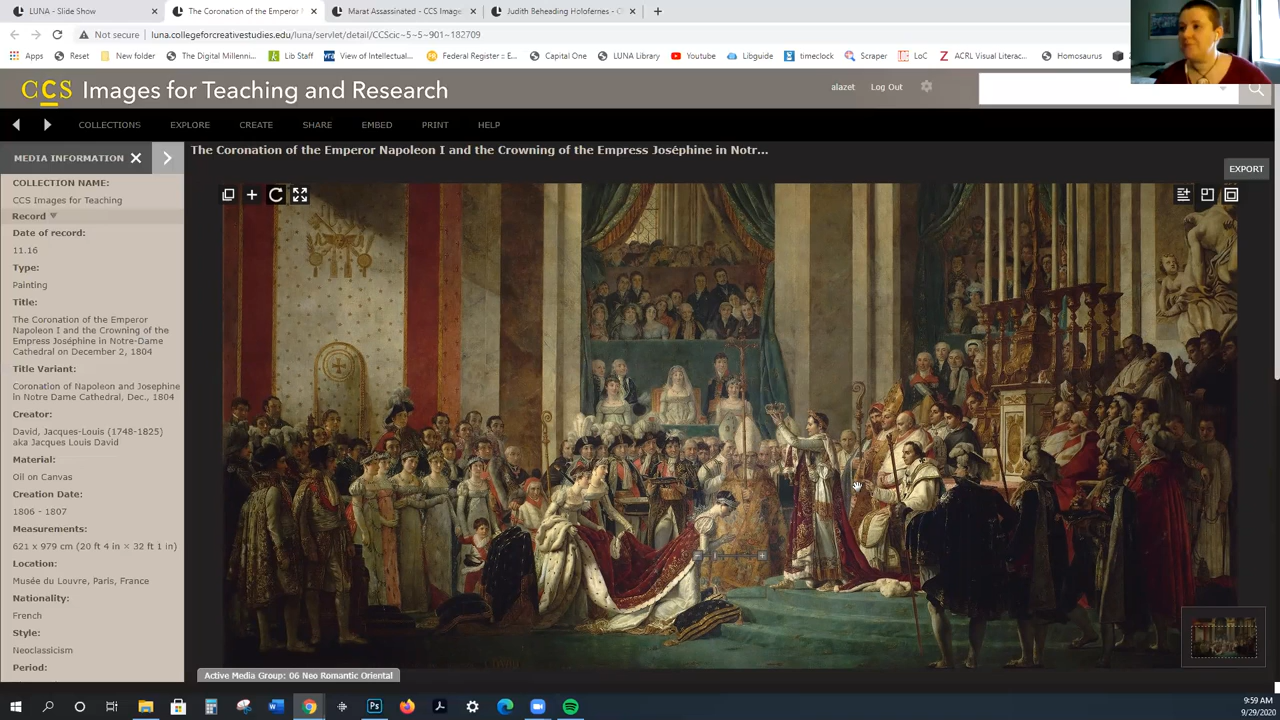 LUNA - Slide Show
The Coronation of the Emperor N
Marat Assassinated - CCS Image
Judith Beheading Holofernes - C
Not secure
luna.collegeforcreativestudies.edu/luna/servlet/detail/CCScic~5~5~901~182709
Apps
Reset
New folder
The Digital Millenni...
Lib Staff
View of Intellectual...
Federal Register :: E...
Capital One
LUNA Library
Youtube
Libguide
timeclock
Scraper
LoC
ACRL Visual Literac...
Homosaurus
CCS Images for Teaching and Research
alazet
Log Out
COLLECTIONS
EXPLORE
CREATE
SHARE
EMBED
PRINT
HELP
MEDIA INFORMATION
The Coronation of the Emperor Napoleon I and the Crowning of the Empress Joséphine in Notr...
EXPORT
COLLECTION NAME:
CCS Images for Teaching
Record
Date of record:
11.16
Type:
Painting
Title:
The Coronation of the Emperor
Napoleon I and the Crowning of the
Empress Joséphine in Notre-Dame
Cathedral on December 2, 1804
Title Variant:
Coronation of Napoleon and Josephine
in Notre Dame Cathedral, Dec., 1804
Creator:
David, Jacques-Louis (1748-1825)
aka Jacques Louis David
Material:
Oil on Canvas
Creation Date:
1806 - 1807
Measurements:
621 x 979 cm (20 ft 4 in × 32 ft 1 in)
Location:
Musée du Louvre, Paris, France
Nationality:
French
Style:
Neoclassicism
Period:
Active Media Group: 06 Neo Romantic Oriental
9:59 AM
9/29/2020